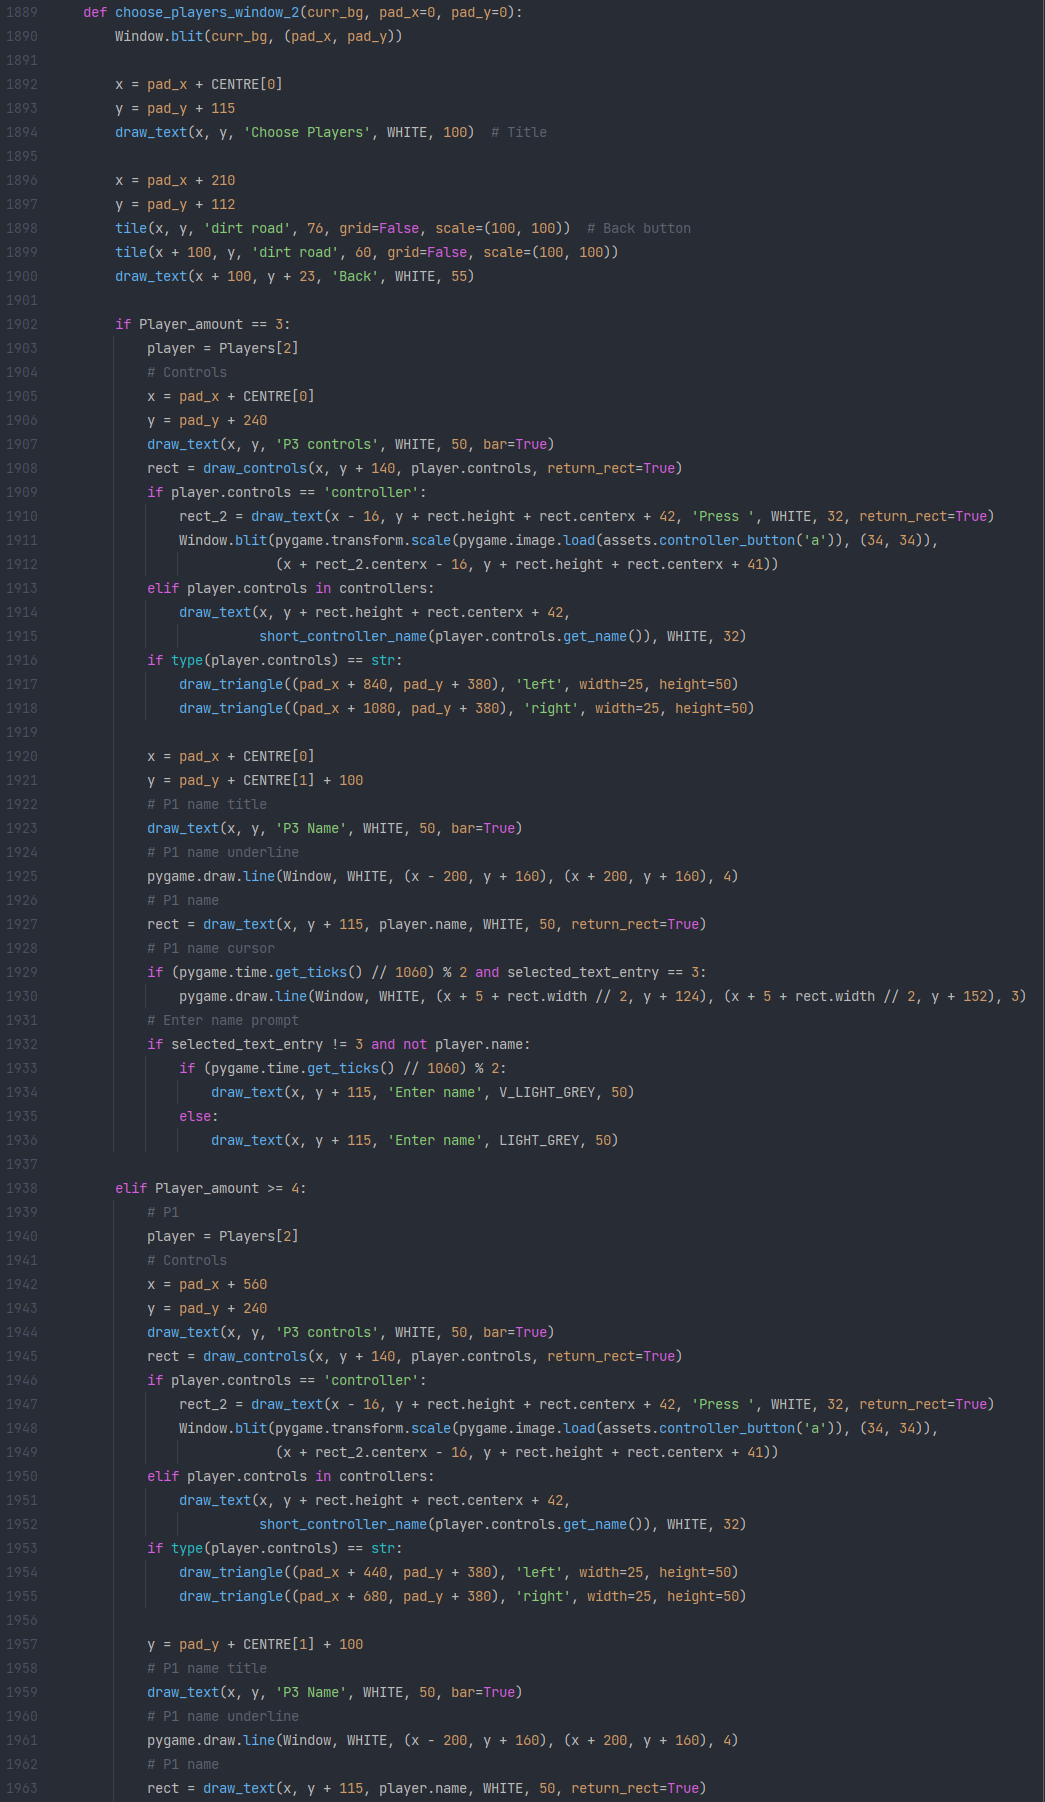 1889 def choose_players_window_2(curr_bg, pad_x=0, pad_y=0):
1890 Window.blit(curr_bg, (pad_x, pad_y))
1891
1892 x = pad_x + CENTRE[0]
1893 y = pad_y + 115
1894 draw_text(x, y, 'Choose Players', WHITE, 100)  # Title
1895
1896 x = pad_x + 210
1897 y = pad_y + 112
1898 tile(x, y, 'dirt road', 76, grid=False, scale=(100, 100))  # Back button
1899 tile(x + 100, y, 'dirt road', 60, grid=False, scale=(100, 100))
1900 draw_text(x + 100, y + 23, 'Back', WHITE, 55)
1901
1902 if Player_amount == 3:
1903 player = Players[2]
1904 # Controls
1905 x = pad_x + CENTRE[0]
1906 y = pad_y + 240
1907 draw_text(x, y, 'P3 controls', WHITE, 50, bar=True)
1908 rect = draw_controls(x, y + 140, player.controls, return_rect=True)
1909 if player.controls == 'controller':
1910 rect_2 = draw_text(x - 16, y + rect.height + rect.centerx + 42, 'Press ', WHITE, 32, return_rect=True)
1911 Window.blit(pygame.transform.scale(pygame.image.load(assets.controller_button('a')), (34, 34)),
1912 (x + rect_2.centerx - 16, y + rect.height + rect.centerx + 41))
1913 elif player.controls in controllers:
1914 draw_text(x, y + rect.height + rect.centerx + 42,
1915 short_controller_name(player.controls.get_name()), WHITE, 32)
1916 if type(player.controls) == str:
1917 draw_triangle((pad_x + 840, pad_y + 380), 'left', width=25, height=50)
1918 draw_triangle((pad_x + 1080, pad_y + 380), 'right', width=25, height=50)
1919
1920 x = pad_x + CENTRE[0]
1921 y = pad_y + CENTRE[1] + 100
1922 # P1 name title
1923 draw_text(x, y, 'P3 Name', WHITE, 50, bar=True)
1924 # P1 name underline
1925 pygame.draw.line(Window, WHITE, (x - 200, y + 160), (x + 200, y + 160), 4)
1926 # P1 name
1927 rect = draw_text(x, y + 115, player.name, WHITE, 50, return_rect=True)
1928 # P1 name cursor
1929 if (pygame.time.get_ticks() // 1060) % 2 and selected_text_entry == 3:
1930 pygame.draw.line(Window, WHITE, (x + 5 + rect.width // 2, y + 124), (x + 5 + rect.width // 2, y + 152), 3)
1931 # Enter name prompt
1932 if selected_text_entry != 3 and not player.name:
1933 if (pygame.time.get_ticks() // 1060) % 2:
1934 draw_text(x, y + 115, 'Enter name', V_LIGHT_GREY, 50)
1935 else:
1936 draw_text(x, y + 115, 'Enter name', LIGHT_GREY, 50)
1937
1938 elif Player_amount >= 4:
1939 # P1
1940 player = Players[2]
1941 # Controls
1942 x = pad_x + 560
1943 y = pad_y + 240
1944 draw_text(x, y, 'P3 controls', WHITE, 50, bar=True)
1945 rect = draw_controls(x, y + 140, player.controls, return_rect=True)
1946 if player.controls == 'controller':
1947 rect_2 = draw_text(x - 16, y + rect.height + rect.centerx + 42, 'Press ', WHITE, 32, return_rect=True)
1948 Window.blit(pygame.transform.scale(pygame.image.load(assets.controller_button('a')), (34, 34)),
1949 (x + rect_2.centerx - 16, y + rect.height + rect.centerx + 41))
1950 elif player.controls in controllers:
1951 draw_text(x, y + rect.height + rect.centerx + 42,
1952 short_controller_name(player.controls.get_name()), WHITE, 32)
1953 if type(player.controls) == str:
1954 draw_triangle((pad_x + 440, pad_y + 380), 'left', width=25, height=50)
1955 draw_triangle((pad_x + 680, pad_y + 380), 'right', width=25, height=50)
1956
1957 y = pad_y + CENTRE[1] + 100
1958 # P1 name title
1959 draw_text(x, y, 'P3 Name', WHITE, 50, bar=True)
1960 # P1 name underline
1961 pygame.draw.line(Window, WHITE, (x - 200, y + 160), (x + 200, y + 160), 4)
1962 # P1 name
1963 rect = draw_text(x, y + 115, player.name, WHITE, 50, return_rect=True)